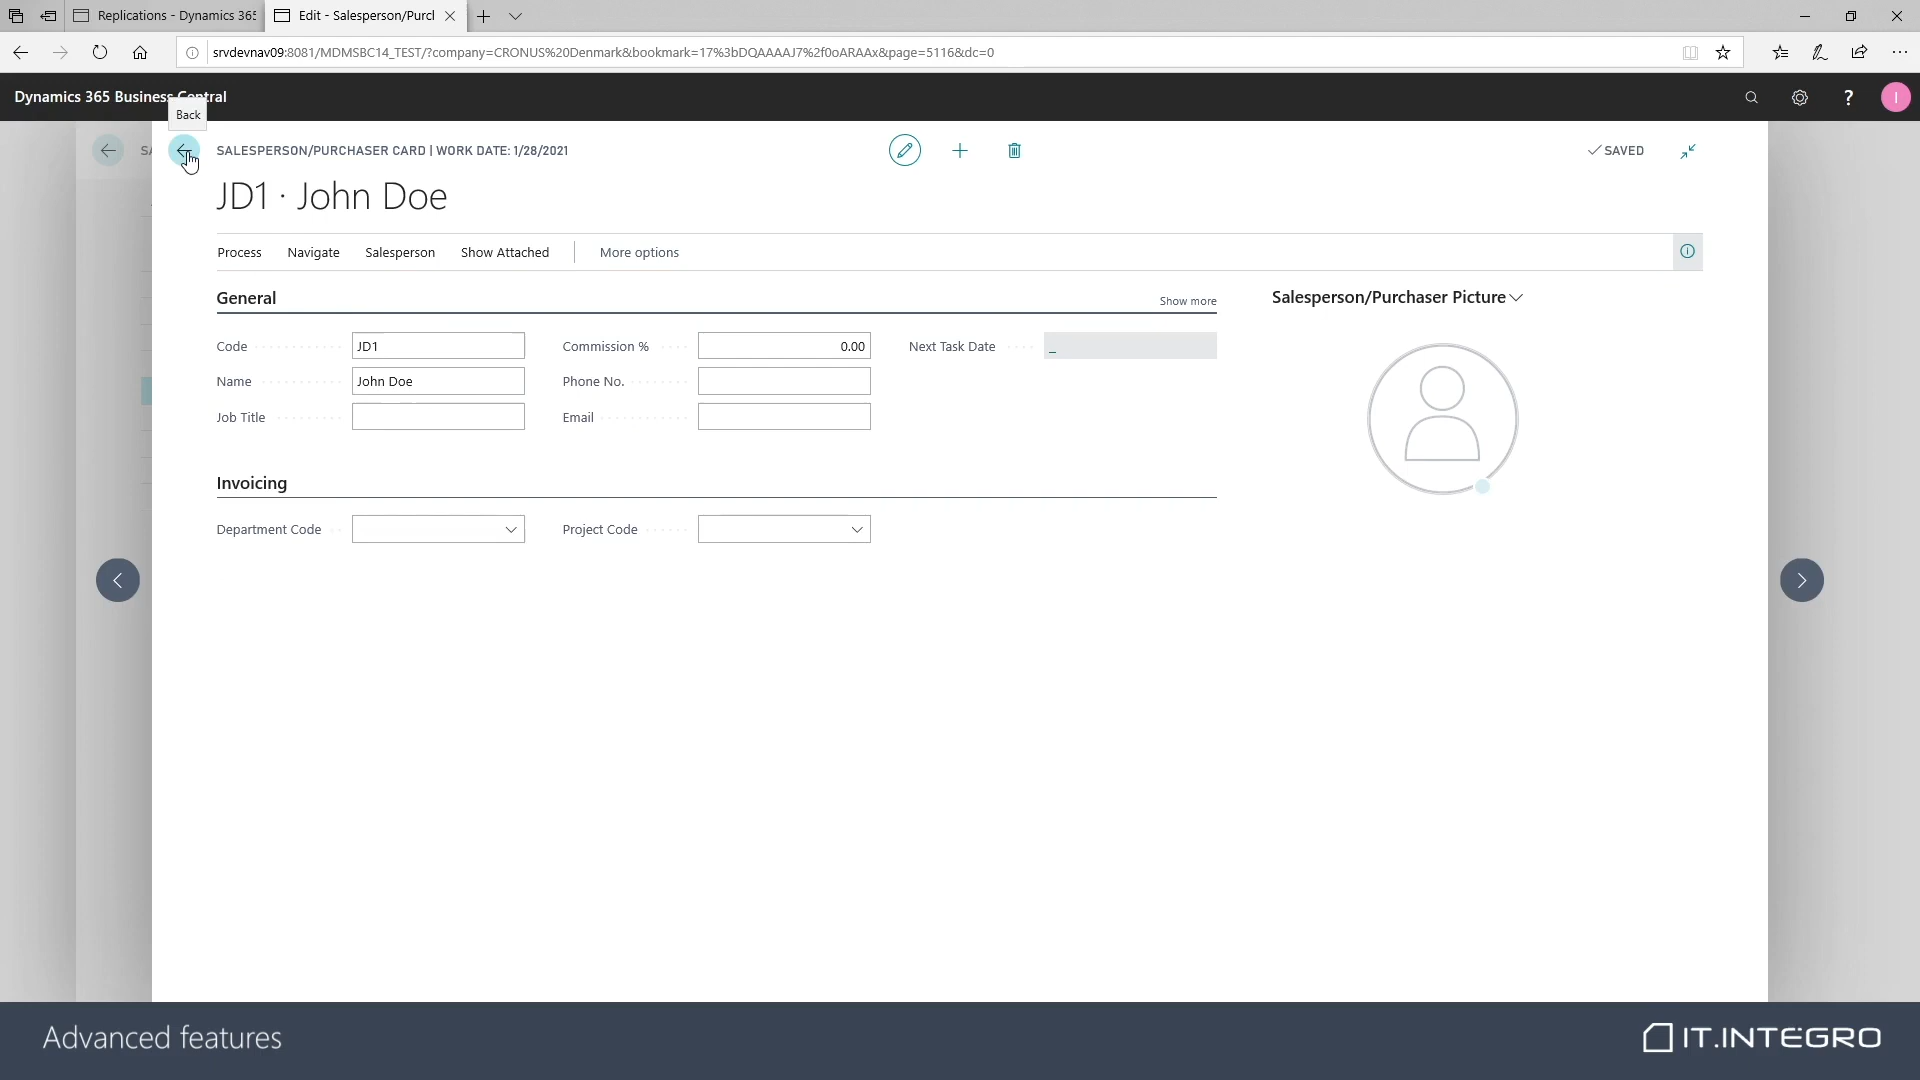 Replications - Dynamics 365
Edit - Salesperson/Purcl
srvdevnav09:8081/MDMSBC14_TEST/?company=CRONUS%20Denmark&bookmark=17%3bDQAAAAJ7%2f0oARAAx&page=5116&dc=0
Dynamics 365 Business Central
?
I
Back
SA
SALESPERSON/PURCHASER CARD | WORK DATE: 1/28/2021
SAVED
JD1 · John Doe
Process Navigate Salesperson Show Attached More options
General
Show more
Salesperson/Purchaser Picture
Code JD1 Commission % 0.00 Next Task Date _
Name John Doe Phone No.
Job Title Email
Invoicing
Department Code Project Code
Advanced features
IT.INTEGRO